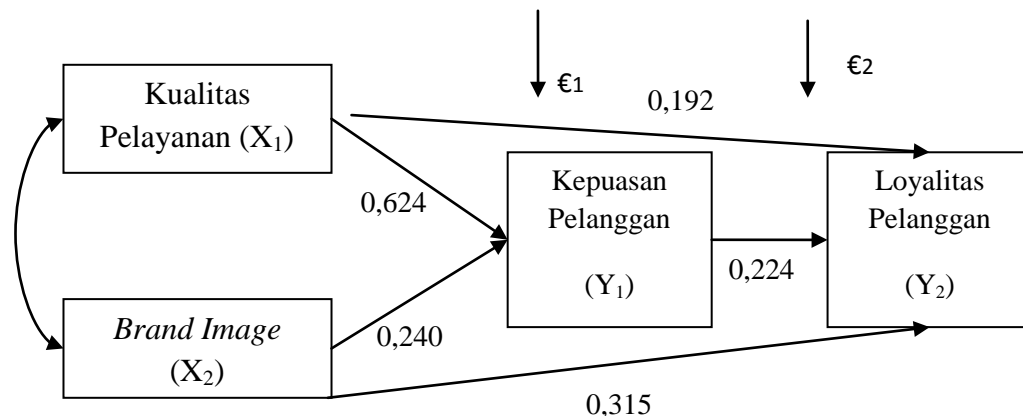 €1
€2
Kualitas
Pelayanan (X₁)
0,192
0,624
Kepuasan
Pelanggan
(Y₁)
Loyalitas
Pelanggan
(Y₂)
0,224
Brand Image
(X₂)
0,240
0,315